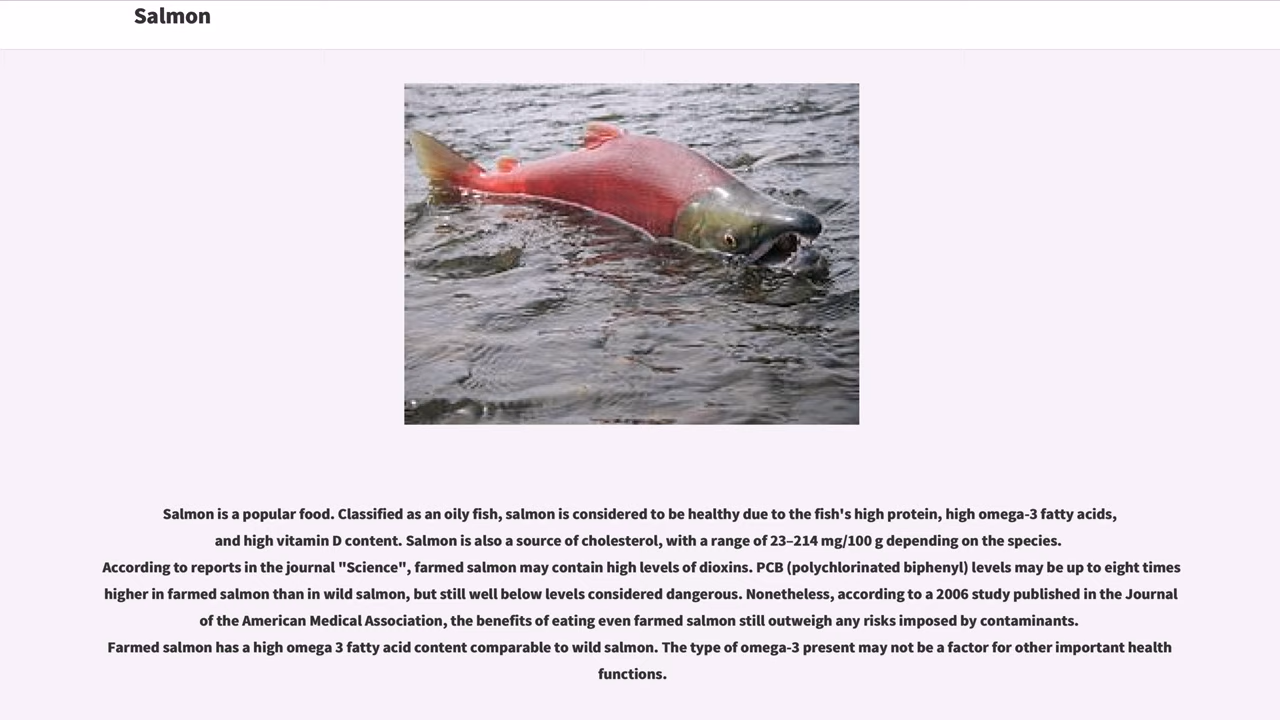 Salmon
Salmon is a popular food. Classified as an oily fish, salmon is considered to be healthy due to the fish's high protein, high omega-3 fatty acids,
and high vitamin D content. Salmon is also a source of cholesterol, with a range of 23–214 mg/100 g depending on the species.
According to reports in the journal "Science", farmed salmon may contain high levels of dioxins. PCB (polychlorinated biphenyl) levels may be up to eight times
higher in farmed salmon than in wild salmon, but still well below levels considered dangerous. Nonetheless, according to a 2006 study published in the Journal
of the American Medical Association, the benefits of eating even farmed salmon still outweigh any risks imposed by contaminants.
Farmed salmon has a high omega 3 fatty acid content comparable to wild salmon. The type of omega-3 present may not be a factor for other important health
functions.